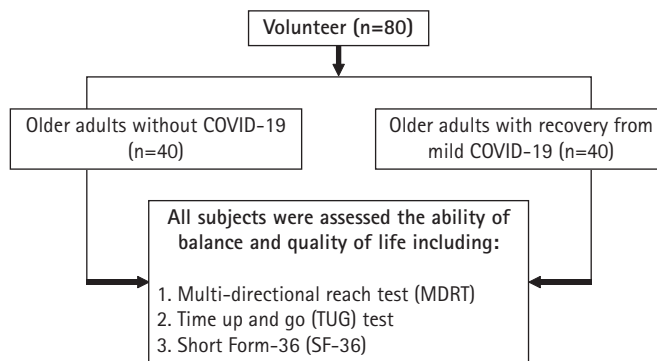 Volunteer (n=80)
Older adults without COVID-19
(n=40)
Older adults with recovery from
mild COVID-19 (n=40)
All subjects were assessed the ability of
balance and quality of life including:
1. Multi-directional reach test (MDRT)
2. Time up and go (TUG) test
3. Short Form-36 (SF-36)